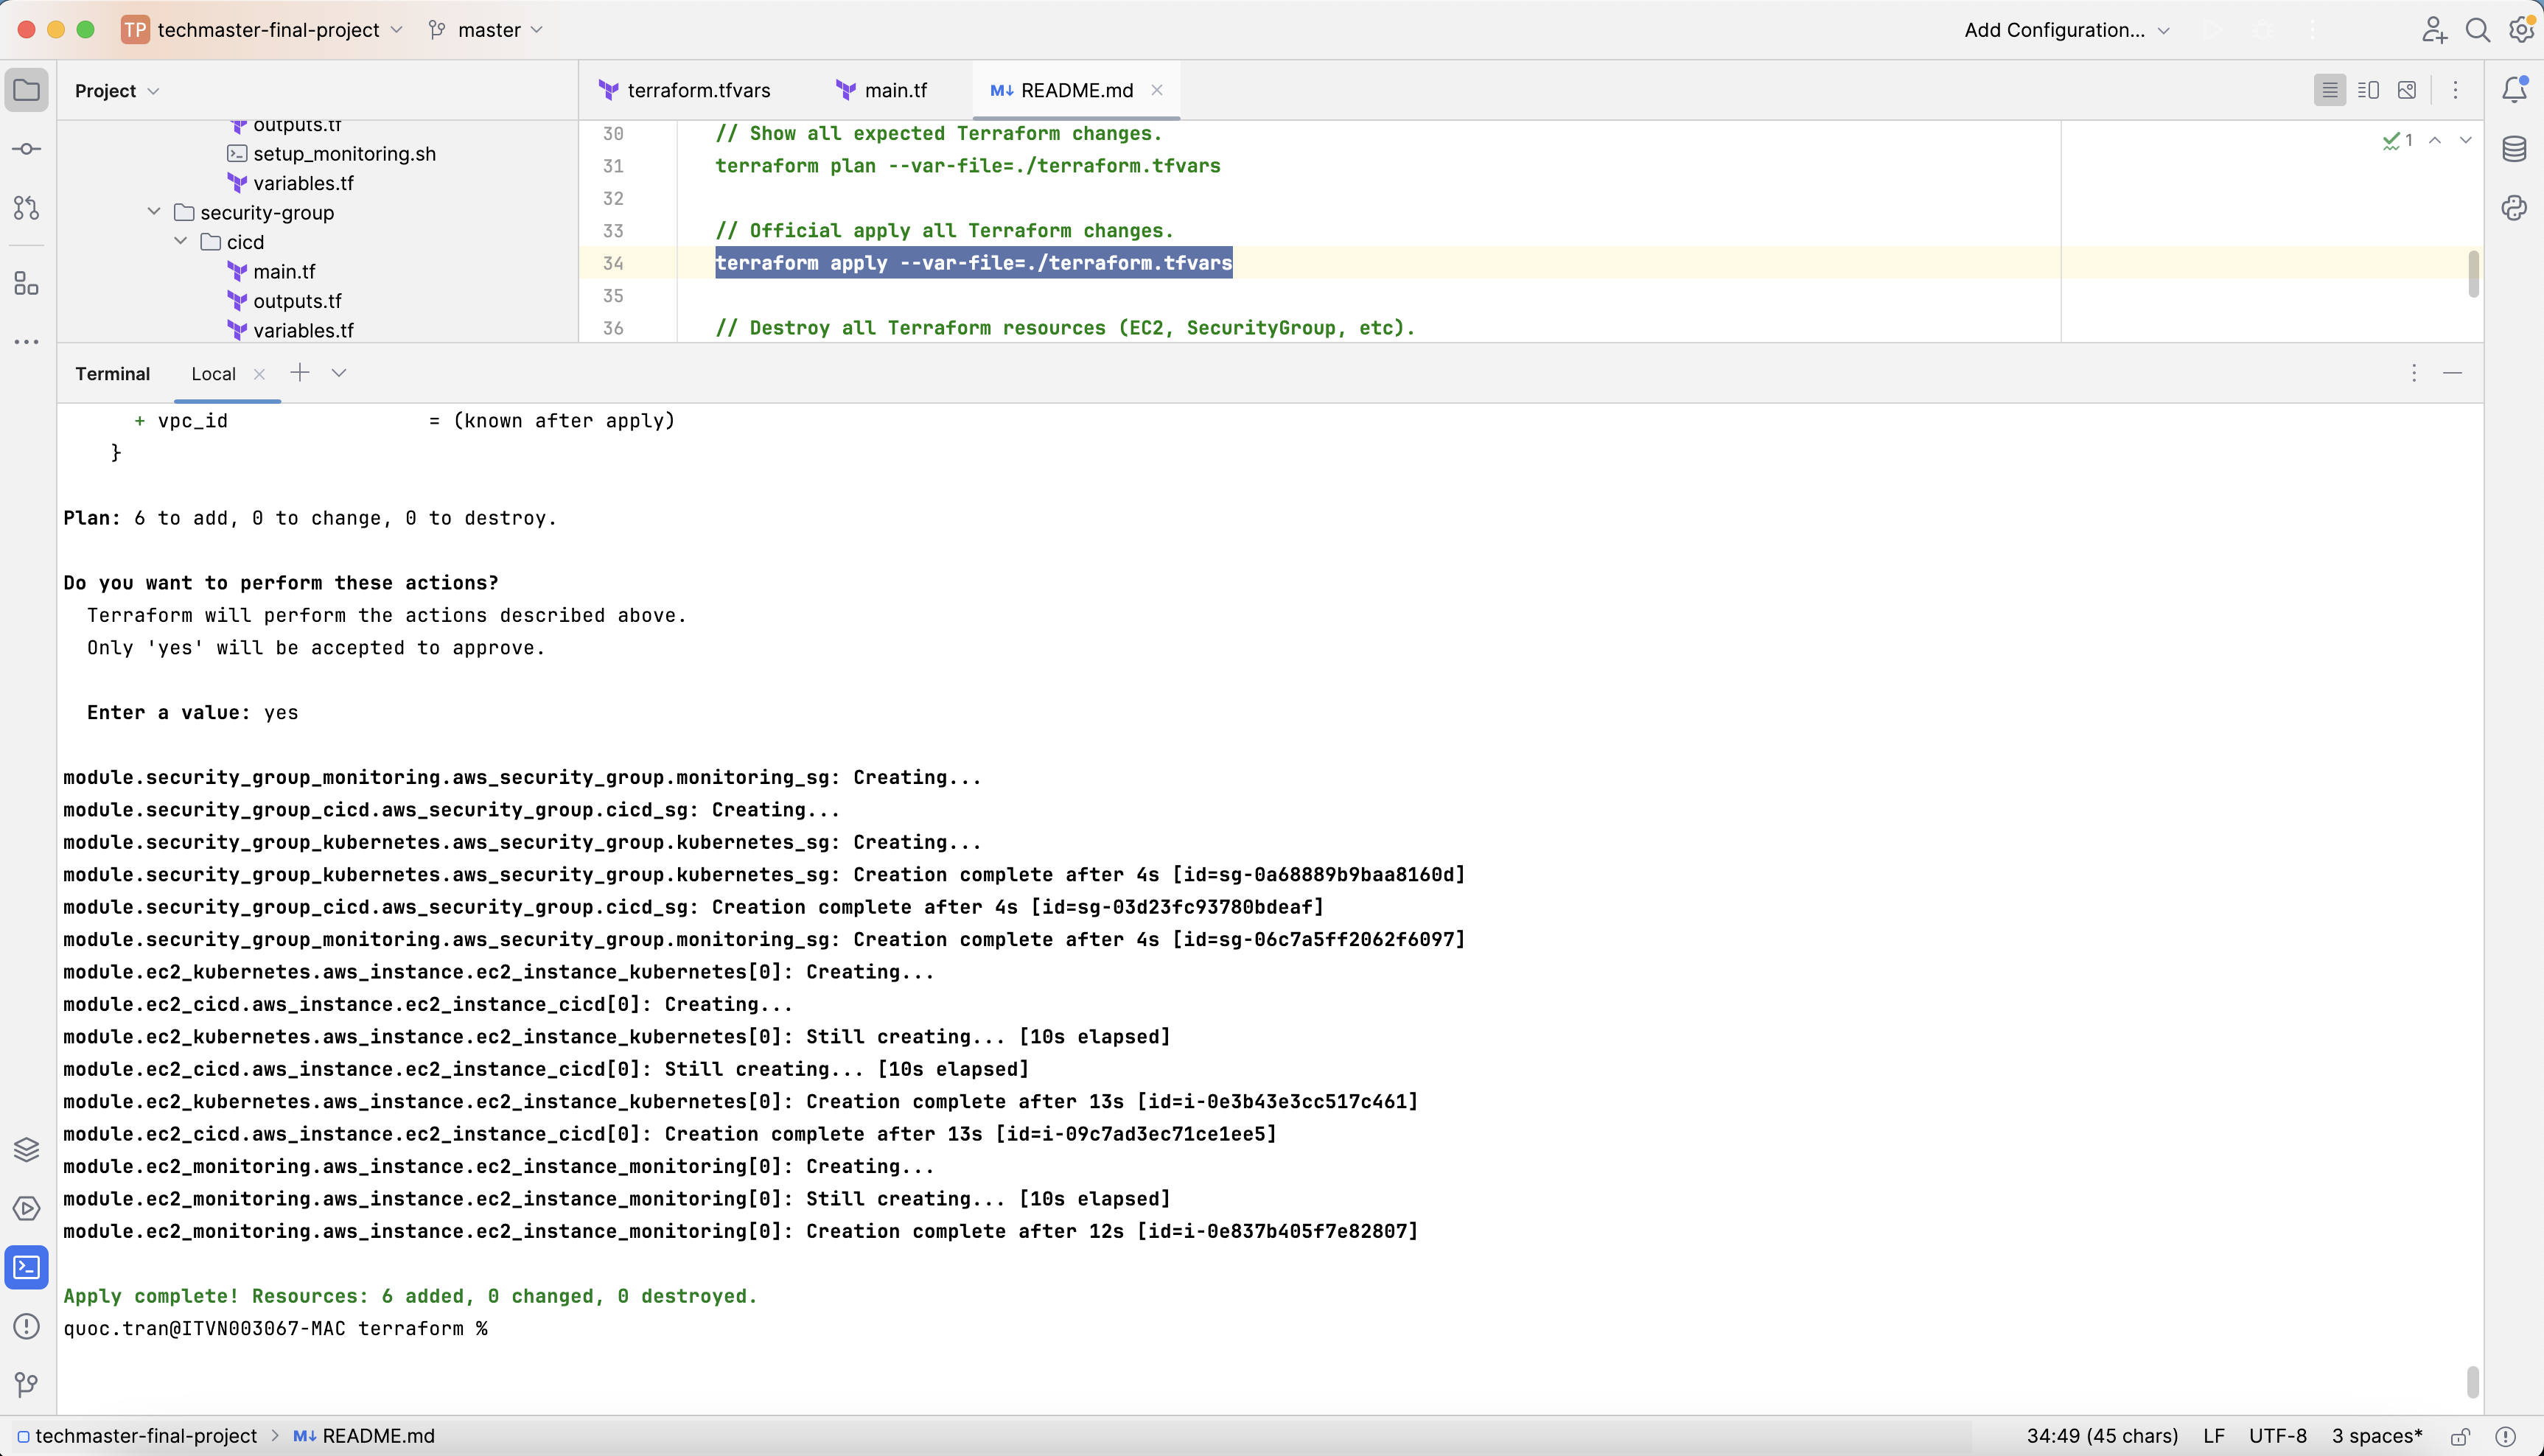 TP techmaster-final-project master Add Configuration...
Project
terraform.tfvars main.tf M↓ README.md
outputs.tf
setup_monitoring.sh
variables.tf
security-group
cicd
main.tf
outputs.tf
variables.tf
30 // Show all expected Terraform changes.
31 terraform plan --var-file=./terraform.tfvars
32
33 // Official apply all Terraform changes.
34 terraform apply --var-file=./terraform.tfvars
35
36 // Destroy all Terraform resources (EC2, SecurityGroup, etc).
1
Terminal Local
+ vpc_id = (known after apply)
}
Plan: 6 to add, 0 to change, 0 to destroy.
Do you want to perform these actions?
Terraform will perform the actions described above.
Only 'yes' will be accepted to approve.
Enter a value: yes
module.security_group_monitoring.aws_security_group.monitoring_sg: Creating...
module.security_group_cicd.aws_security_group.cicd_sg: Creating...
module.security_group_kubernetes.aws_security_group.kubernetes_sg: Creating...
module.security_group_kubernetes.aws_security_group.kubernetes_sg: Creation complete after 4s [id=sg-0a68889b9baa8160d]
module.security_group_cicd.aws_security_group.cicd_sg: Creation complete after 4s [id=sg-03d23fc93780bdeaf]
module.security_group_monitoring.aws_security_group.monitoring_sg: Creation complete after 4s [id=sg-06c7a5ff2062f6097]
module.ec2_kubernetes.aws_instance.ec2_instance_kubernetes[0]: Creating...
module.ec2_cicd.aws_instance.ec2_instance_cicd[0]: Creating...
module.ec2_kubernetes.aws_instance.ec2_instance_kubernetes[0]: Still creating... [10s elapsed]
module.ec2_cicd.aws_instance.ec2_instance_cicd[0]: Still creating... [10s elapsed]
module.ec2_kubernetes.aws_instance.ec2_instance_kubernetes[0]: Creation complete after 13s [id=i-0e3b43e3cc517c461]
module.ec2_cicd.aws_instance.ec2_instance_cicd[0]: Creation complete after 13s [id=i-09c7ad3ec71ce1ee5]
module.ec2_monitoring.aws_instance.ec2_instance_monitoring[0]: Creating...
module.ec2_monitoring.aws_instance.ec2_instance_monitoring[0]: Still creating... [10s elapsed]
module.ec2_monitoring.aws_instance.ec2_instance_monitoring[0]: Creation complete after 12s [id=i-0e837b405f7e82807]
Apply complete! Resources: 6 added, 0 changed, 0 destroyed.
quoc.tran@ITVN003067-MAC terraform %
techmaster-final-project > M↓ README.md 34:49 (45 chars) LF UTF-8 3 spaces*